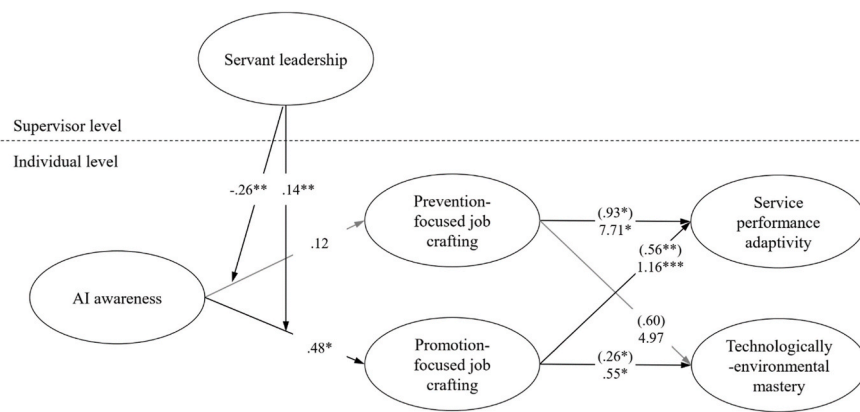 Servant leadership
Supervisor level
Individual level
-.26**
.14**
Prevention-
focused job
crafting
(.93*)
7.71*
Service
performance
adaptivity
.12
(.56**)
1.16***
AI awareness
.48*
Promotion-
focused job
crafting
(.60)
4.97
(.26*)
.55*
Technologically
-environmental
mastery